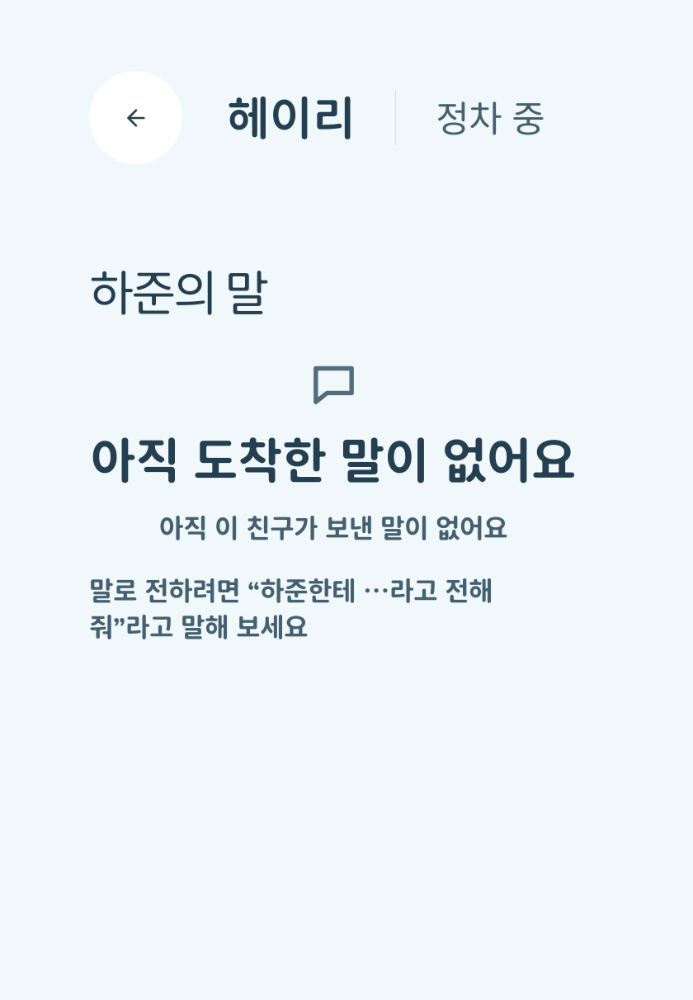 헤이리
정차 중
하준의 말
아직 도착한 말이 없어요
아직 이 친구가 보낸 말이 없어요
말로 전하려면 “하준한테 …라고 전해
줘”라고 말해 보세요